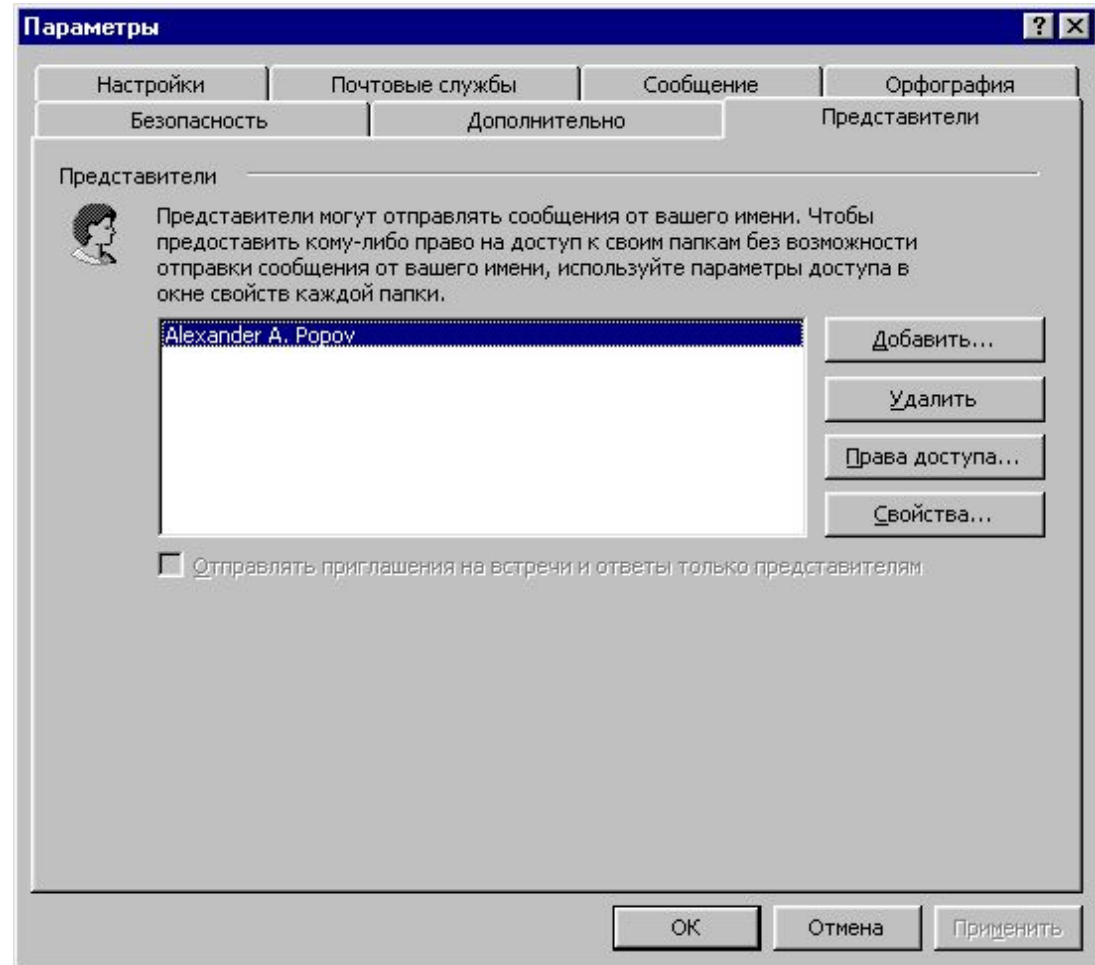 Параметры
Настройки Почтовые службы Сообщение Орфография
Безопасность Дополнительно Представители
Представители
Представители могут отправлять сообщения от вашего имени. Чтобы
предоставить кому-либо право на доступ к своим папкам без возможности
отправки сообщения от вашего имени, используйте параметры доступа в
окне свойств каждой папки.
Alexander A. Popov
Добавить...
Удалить
Права доступа...
Свойства...
Отправлять приглашения на встречи и ответы только представителям
ОК Отмена Применить